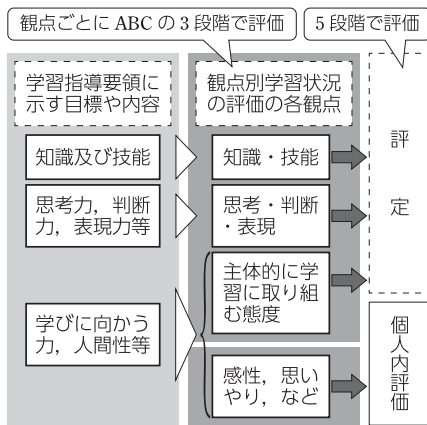 観点ごとに ABC の 3 段階で評価
5 段階で評価
学習指導要領に
示す目標や内容
観点別学習状況
の評価の各観点
評定
知識及び技能
知識・技能
思考力，判断
力，表現力等
思考・判断
・表現
学びに向かう
力，人間性等
主体的に学
習に取り組
む態度
感性，思い
やり，など
個人内評価